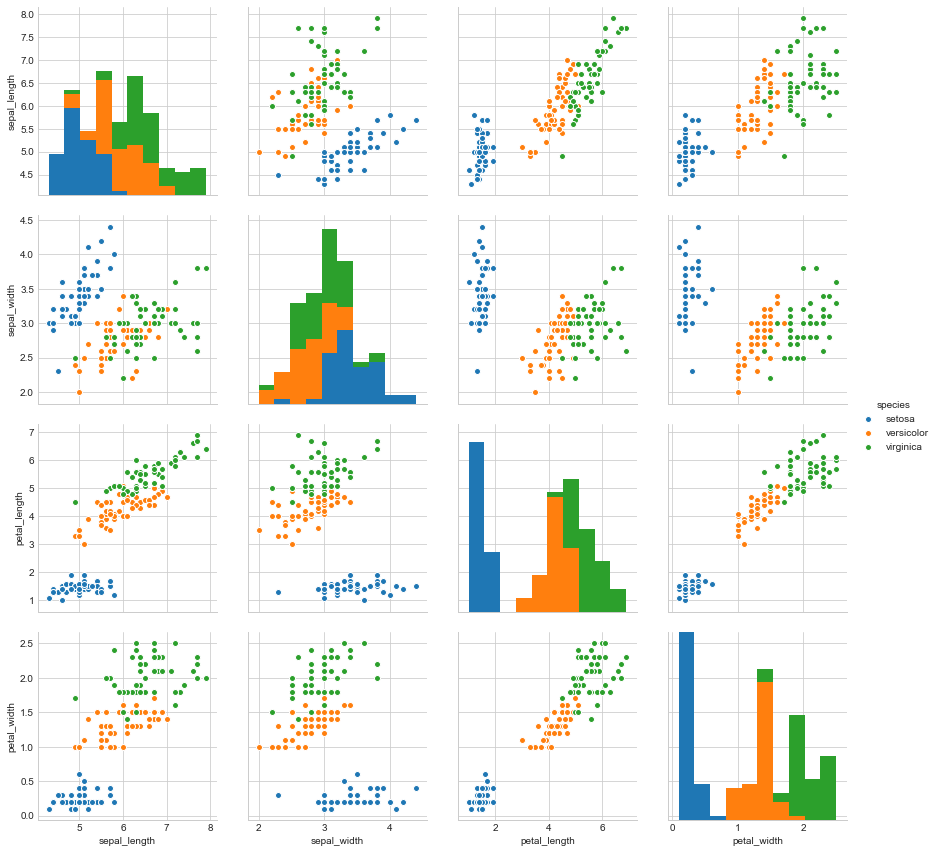 8.0
7.5
7.0
6.5
6.0
5.5
5.0
4.5
sepal_length
4.5
4.0
3.5
3.0
2.5
2.0
sepal_width
species
setosa
versicolor
virginica
7
6
5
4
3
2
1
petal_length
2.5
2.0
1.5
1.0
0.5
0.0
petal_width
5 6 7 8
sepal_length
2 3 4
sepal_width
2 4 6
petal_length
0 1 2
petal_width